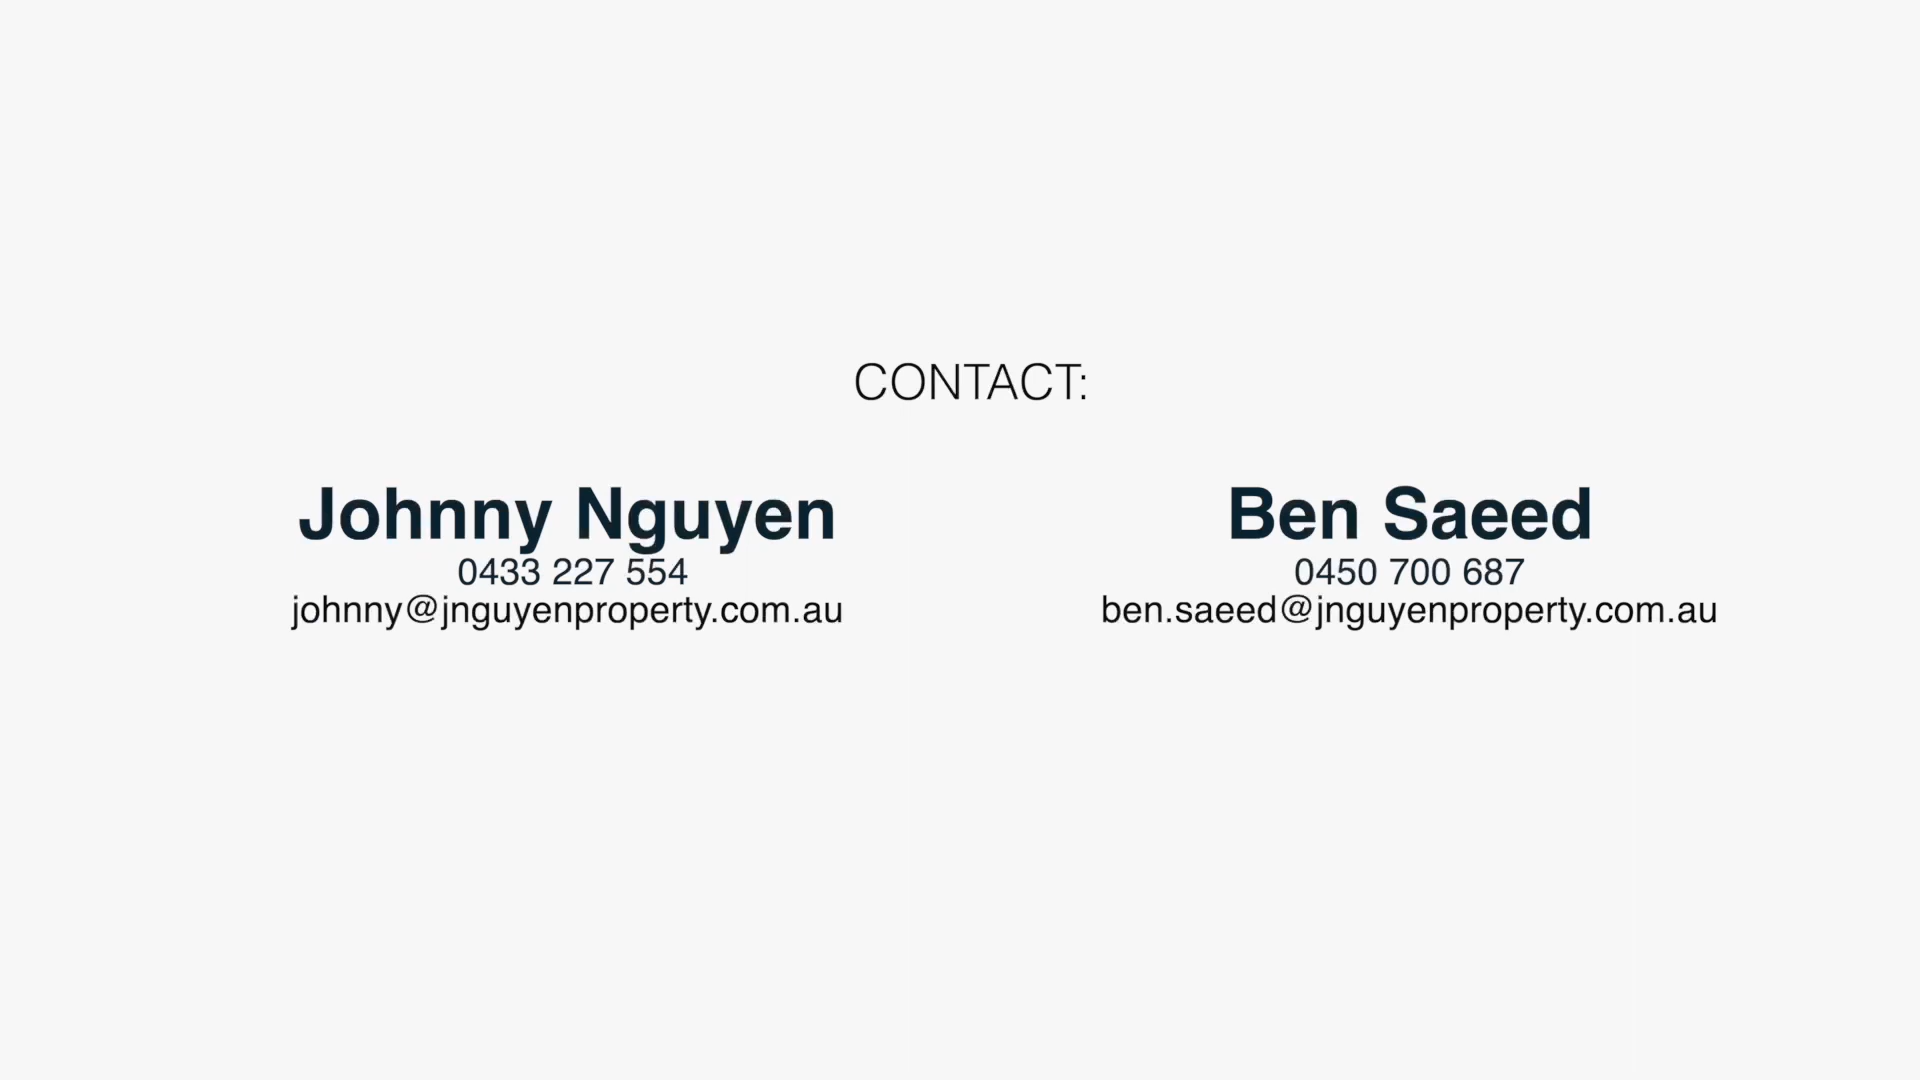 CONTACT:
Johnny Nguyen
0433 227 554
johnny@jnguyenproperty.com.au
Ben Saeed
0450 700 687
ben.saeed@jnguyenproperty.com.au